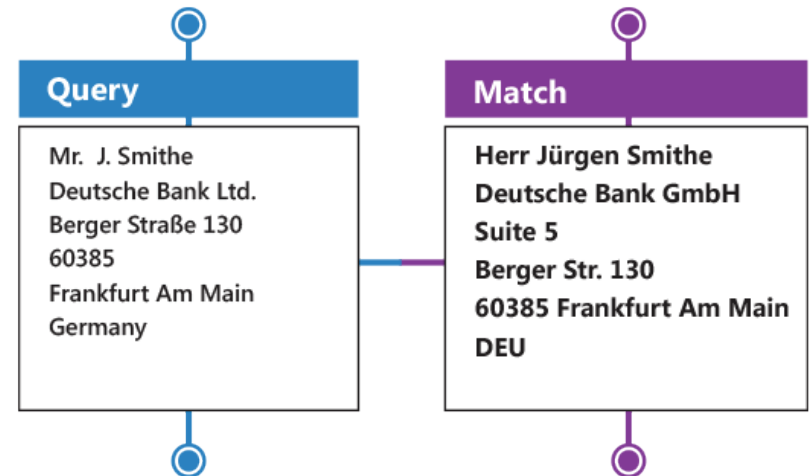 Query
Mr. J. Smithe
Deutsche Bank Ltd.
Berger Straße 130
60385
Frankfurt Am Main
Germany
Match
Herr Jürgen Smithe
Deutsche Bank GmbH
Suite 5
Berger Str. 130
60385 Frankfurt Am Main
DEU